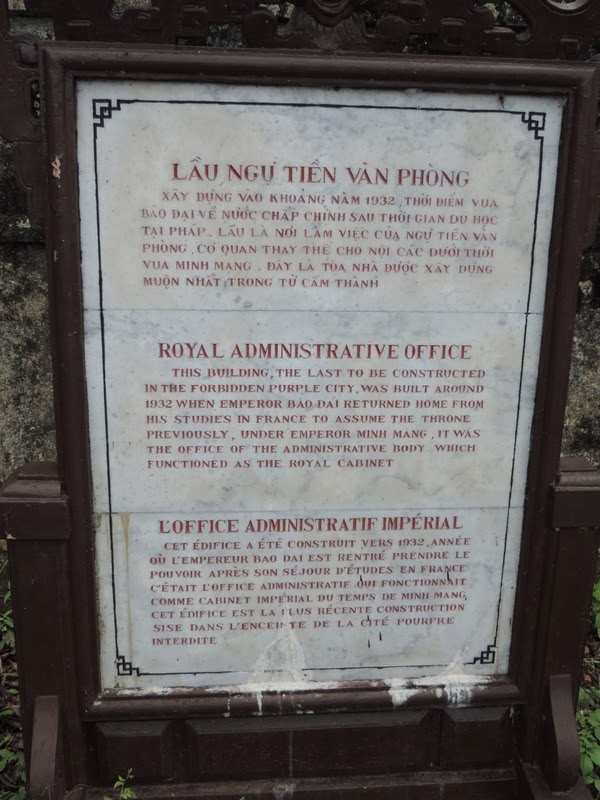 LẦU NGỰ TIỀN VĂN PHÒNG
XÂY DỰNG VÀO KHOẢNG NĂM 1932, THỜI ĐIỂM VUA
BẢO ĐẠI VỀ NƯỚC CHẤP CHÍNH SAU THỜI GIAN DU HỌC
TẠI PHÁP. LẦU LÀ NƠI LÀM VIỆC CỦA NGỰ TIỀN VĂN
PHÒNG, CƠ QUAN THAY THẾ CHO NỘI CÁC DƯỚI THỜI
VUA MINH MẠNG. ĐÂY LÀ TÒA NHÀ ĐƯỢC XÂY DỰNG
MUỘN NHẤT TRONG TỬ CẤM THÀNH
ROYAL ADMINISTRATIVE OFFICE
THIS BUILDING, THE LAST TO BE CONSTRUCTED
IN THE FORBIDDEN PURPLE CITY, WAS BUILT AROUND
1932 WHEN EMPEROR BAO DAI RETURNED HOME FROM
HIS STUDIES IN FRANCE TO ASSUME THE THRONE
PREVIOUSLY, UNDER EMPEROR MINH MANG, IT WAS
THE OFFICE OF THE ADMINISTRATIVE BODY WHICH
FUNCTIONED AS THE ROYAL CABINET
L'OFFICE ADMINISTRATIF IMPÉRIAL
CET ÉDIFICE A ÉTÉ CONSTRUIT VERS 1932, ANNÉE
OÙ L'EMPEREUR BAO DAI EST RENTRÉ PRENDRE LE
POUVOIR APRÈS SON SÉJOUR D'ÉTUDES EN FRANCE
C'ÉTAIT L'OFFICE ADMINISTRATIF QUI FONCTIONNAIT
COMME CABINET IMPÉRIAL DU TEMPS DE MINH MANG,
CET ÉDIFICE EST LA PLUS RÉCENTE CONSTRUCTION
SISE DANS L'ENCEINTE DE LA CITÉ POURPRE
INTERDITE